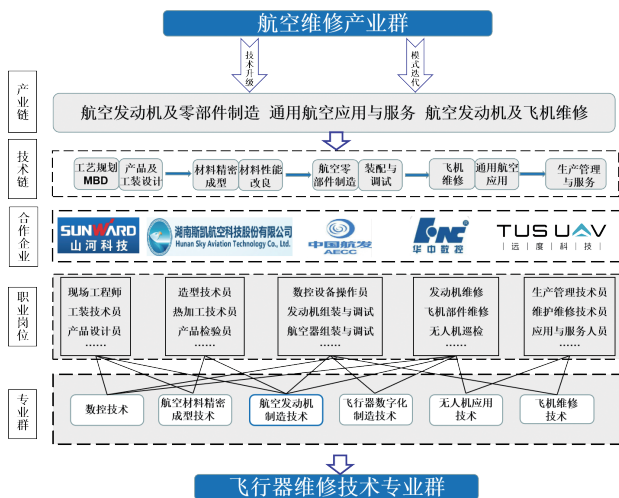 航空维修产业群
技术升级
模式迭代
产业链
航空发动机及零部件制造 通用航空应用与服务 航空发动机及飞机维修
技术链
工艺规划
MBD
产品及
工装设计
材料精密
成型
材料性能
改良
航空零
部件制造
装配与
调试
飞机
维修
通用航空
应用
生产管理
与服务
合作企业
SUNWARD
山河科技
湖南斯凯航空科技股份有限公司
Hunan Sky Aviation Technology Co., Ltd.
中国航发
AECC
HNC
华中数控
TUS UAV
远度科技
职业岗位
现场工程师
工装技术员
产品设计员
······
造型技术员
热加工技术员
产品检验员
······
数控设备操作员
发动机组装与调试
航空器组装与调试
······
发动机维修
飞机部件维修
无人机巡检
······
生产管理技术员
维护维修技术员
应用与服务人员
······
专业群
数控技术
航空材料精密
成型技术
航空发动机
制造技术
飞行器数字化
制造技术
无人机应用
技术
飞机维修
技术
飞行器维修技术专业群